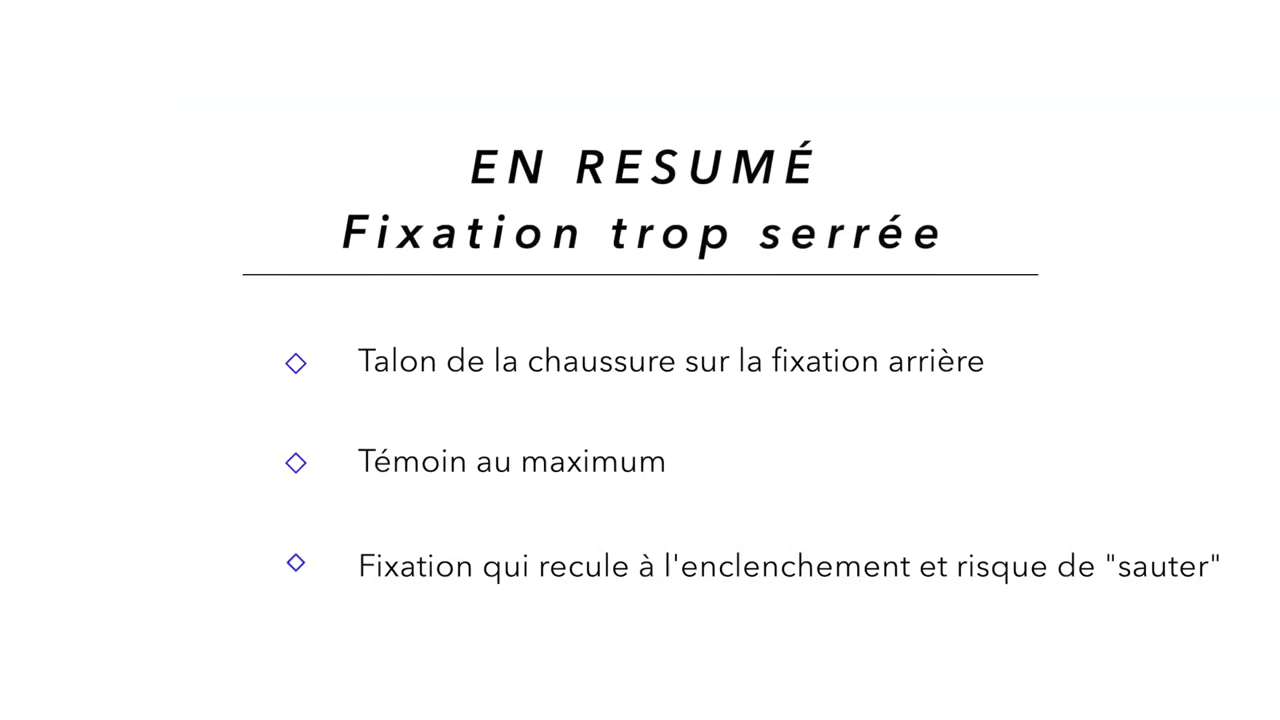 EN RESUMÉ
Fixation trop serrée
Talon de la chaussure sur la fixation arrière
Témoin au maximum
Fixation qui recule à l'enclenchement et risque de "sauter"